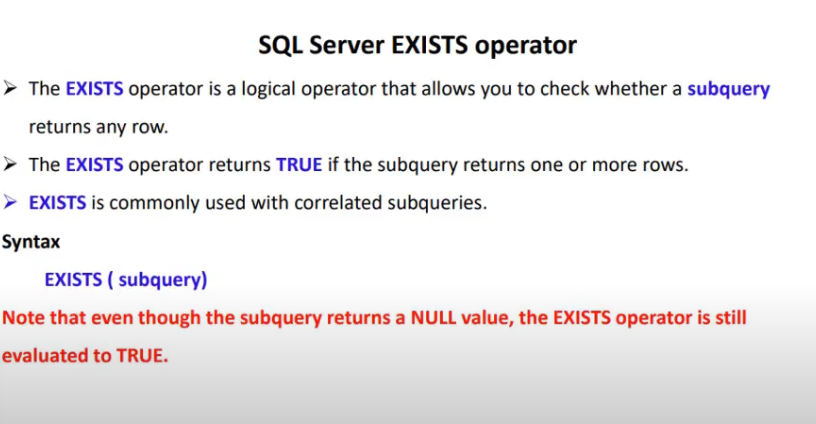 SQL Server EXISTS operator
➢ The EXISTS operator is a logical operator that allows you to check whether a subquery
returns any row.
➢ The EXISTS operator returns TRUE if the subquery returns one or more rows.
➢ EXISTS is commonly used with correlated subqueries.
Syntax
EXISTS ( subquery)
Note that even though the subquery returns a NULL value, the EXISTS operator is still
evaluated to TRUE.